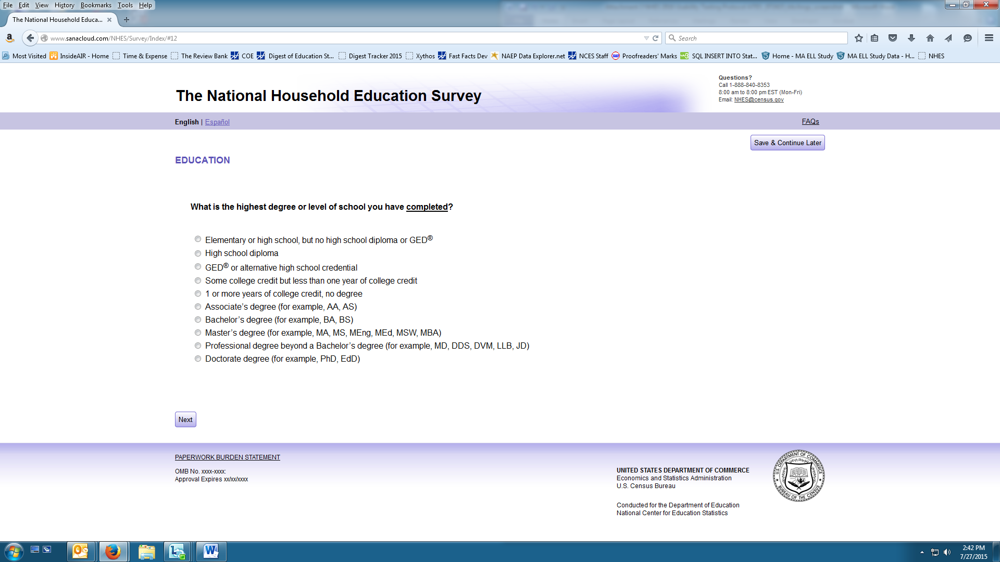 File Edit View History Bookmarks Tools Help
The National Household Educa... × +
www.sanacloud.com/NHES/Survey/Index/#12
Search
Most Visited InsideAIR - Home Time & Expense The Review Bank COE Digest of Education St... Digest Tracker 2015 Xythos Fast Facts Dev NAEP Data Explorer.net NCES Staff Proofreaders' Marks SQL INSERT INTO Stat... Home - MA ELL Study MA ELL Study Data - H... NHES
Questions?
Call 1-888-840-8353
8:00 am to 8:00 pm EST (Mon-Fri)
Email: NHES@census.gov
The National Household Education Survey
English | Español
FAQs
Save & Continue Later
EDUCATION
What is the highest degree or level of school you have completed?
Elementary or high school, but no high school diploma or GED®
High school diploma
GED® or alternative high school credential
Some college credit but less than one year of college credit
1 or more years of college credit, no degree
Associate’s degree (for example, AA, AS)
Bachelor’s degree (for example, BA, BS)
Master’s degree (for example, MA, MS, MEng, MEd, MSW, MBA)
Professional degree beyond a Bachelor’s degree (for example, MD, DDS, DVM, LLB, JD)
Doctorate degree (for example, PhD, EdD)
Next
PAPERWORK BURDEN STATEMENT
OMB No. xxxx-xxxx:
Approval Expires xx/xx/xxxx
UNITED STATES DEPARTMENT OF COMMERCE
Economics and Statistics Administration
U.S. Census Bureau
Conducted for the Department of Education
National Center for Education Statistics
U.S. DEPARTMENT OF COMMERCE
BUREAU OF THE CENSUS
2:42 PM
7/27/2015